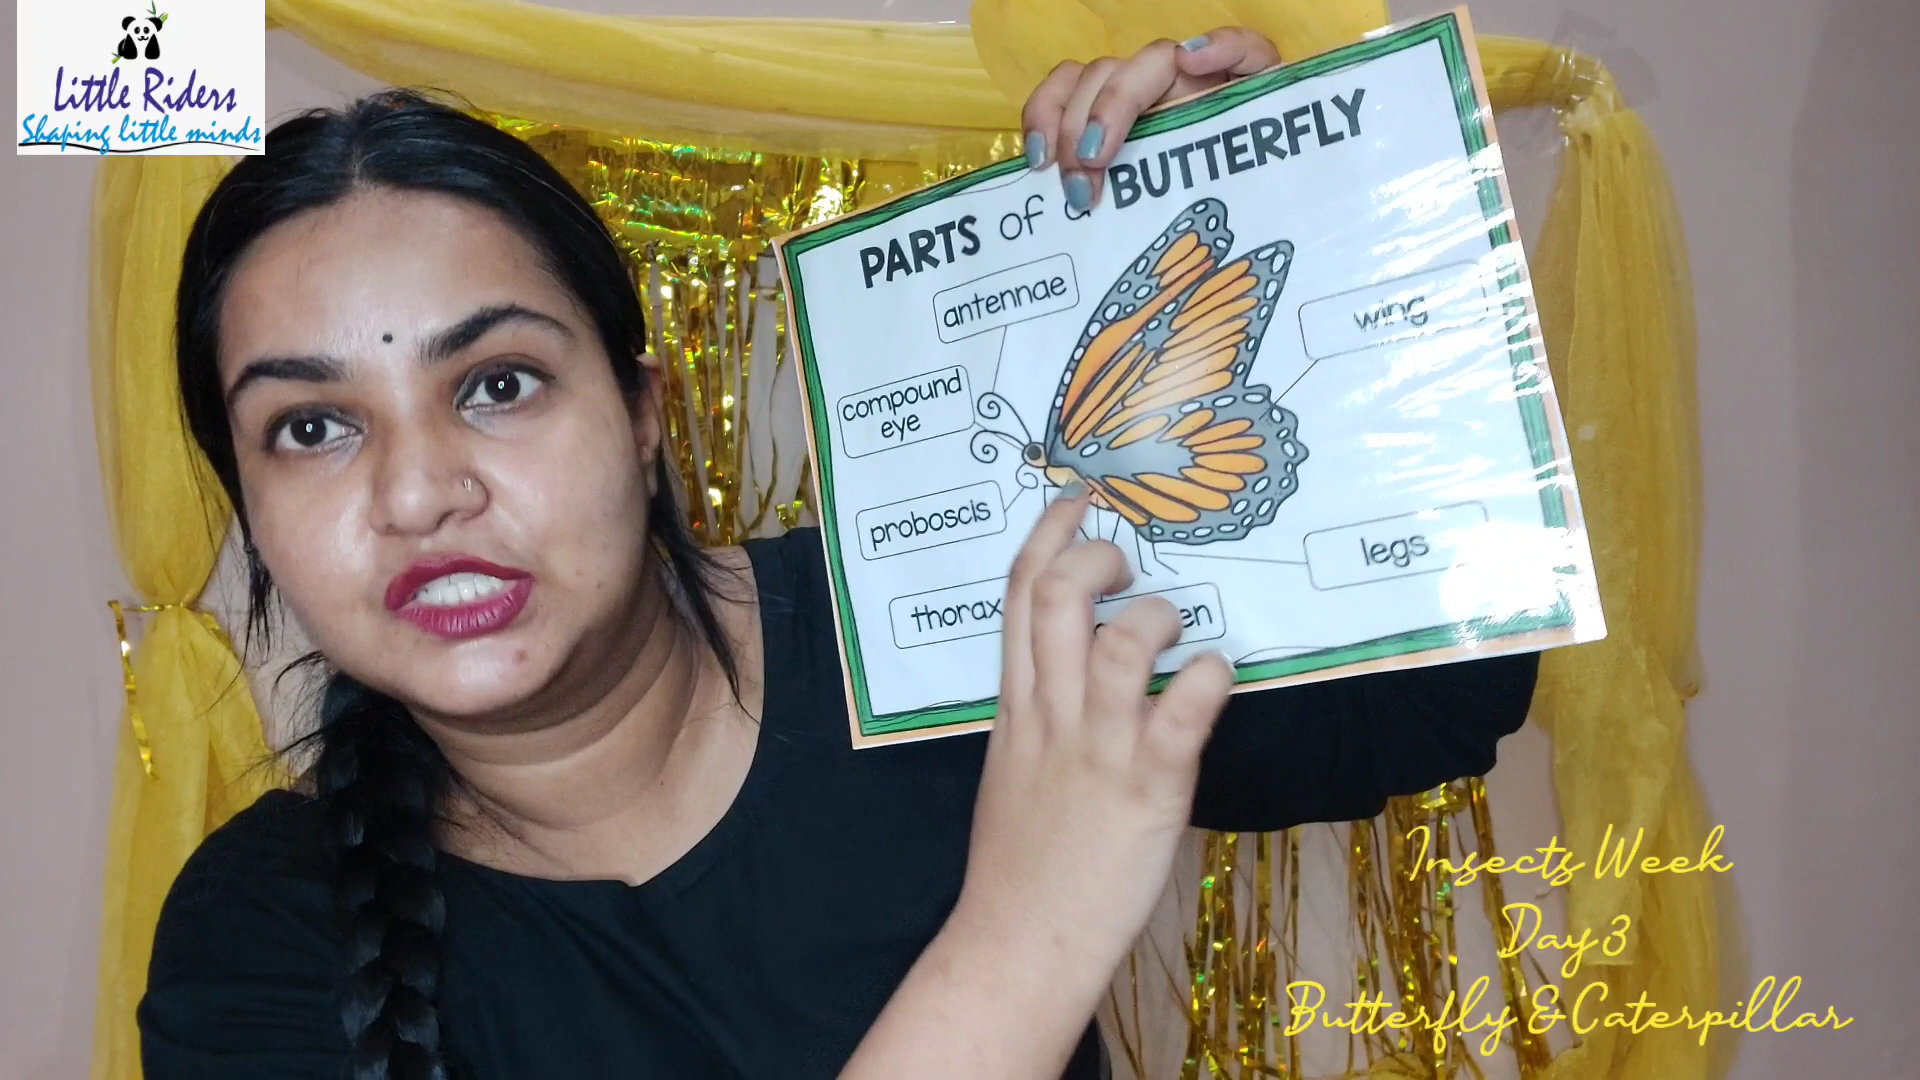 Little Riders
Shaping little minds
PARTS of a BUTTERFLY
antennae
wing
compound
eye
proboscis
legs
thorax
Insects Week
Day 3
Butterfly & Caterpillar